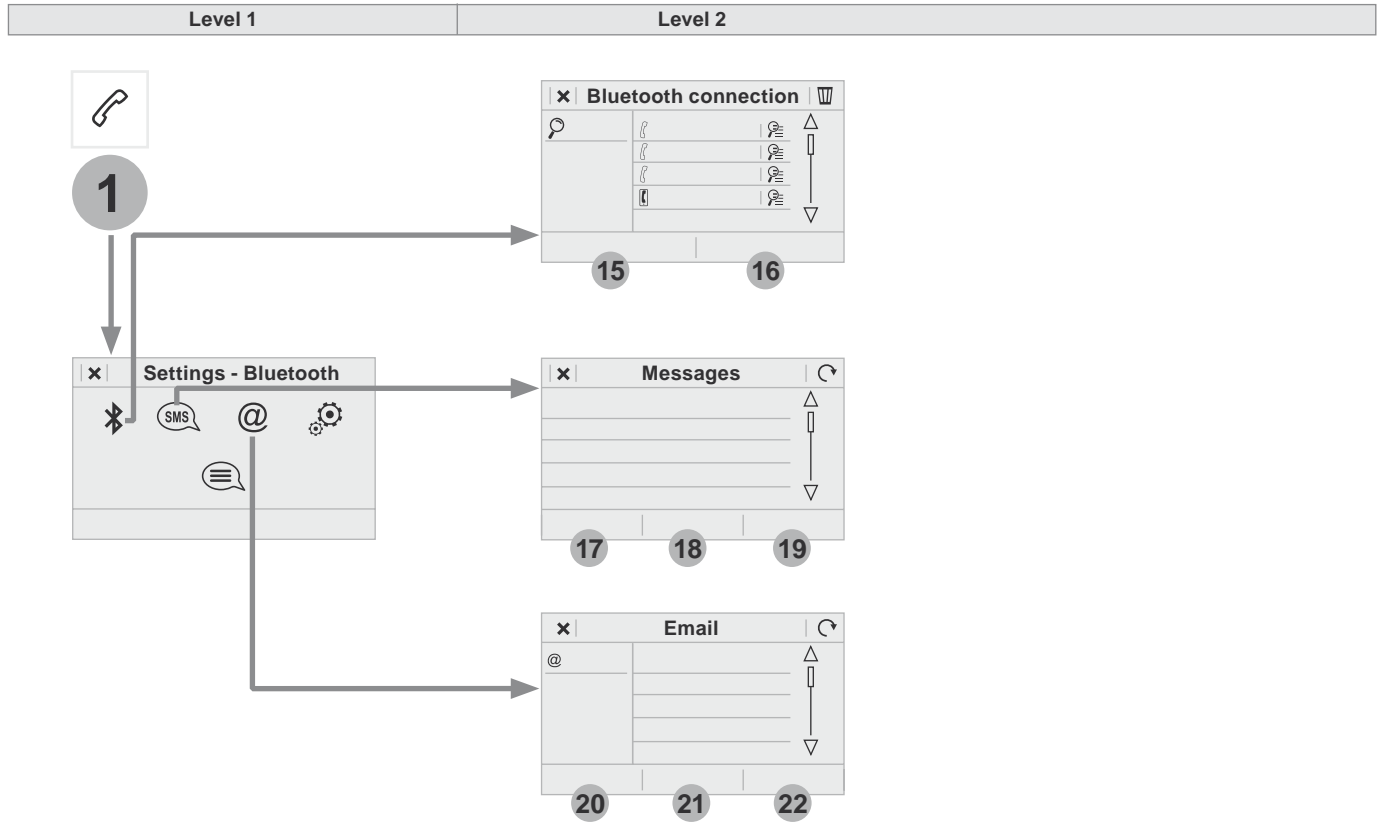 Level 1
Level 2
Bluetooth connection
1
15
16
Settings - Bluetooth
SMS
@
Messages
17
18
19
Email
@
20
21
22